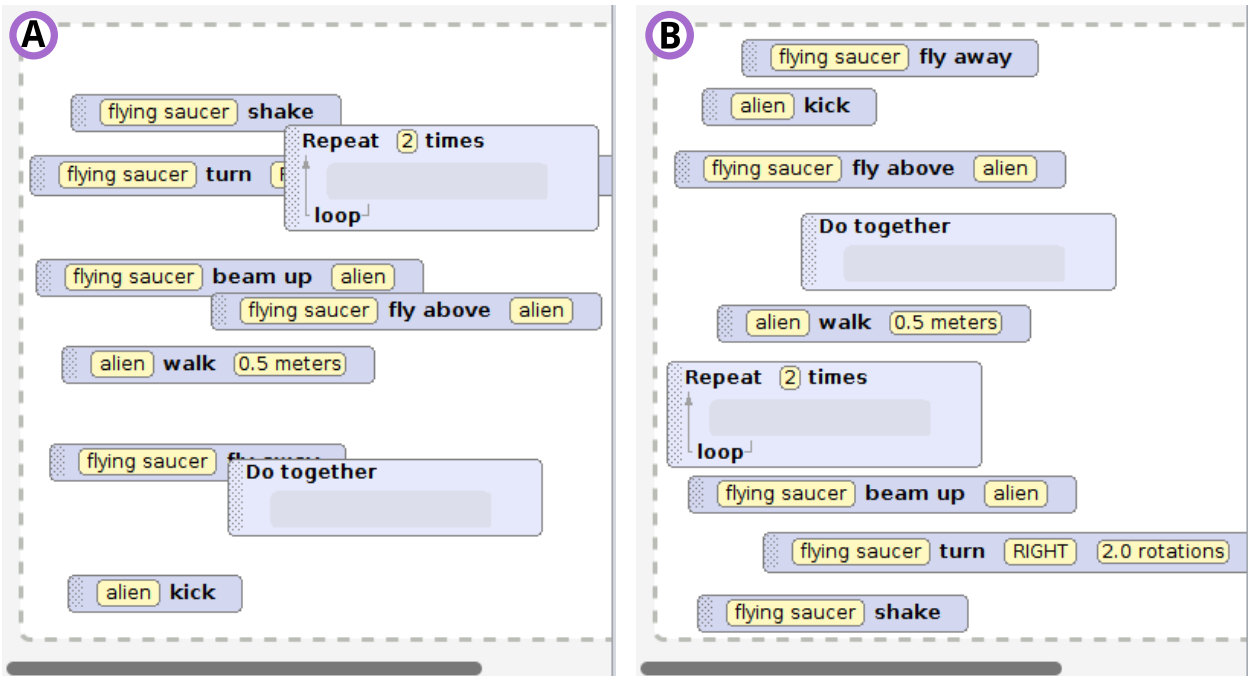 A
flying saucer shake
Repeat 2 times
flying saucer turn
loop
flying saucer beam up alien
flying saucer fly above alien
alien walk 0.5 meters
flying saucer
Do together
alien kick
B
flying saucer fly away
alien kick
flying saucer fly above alien
Do together
alien walk 0.5 meters
Repeat 2 times
loop
flying saucer beam up alien
flying saucer turn RIGHT 2.0 rotations
flying saucer shake